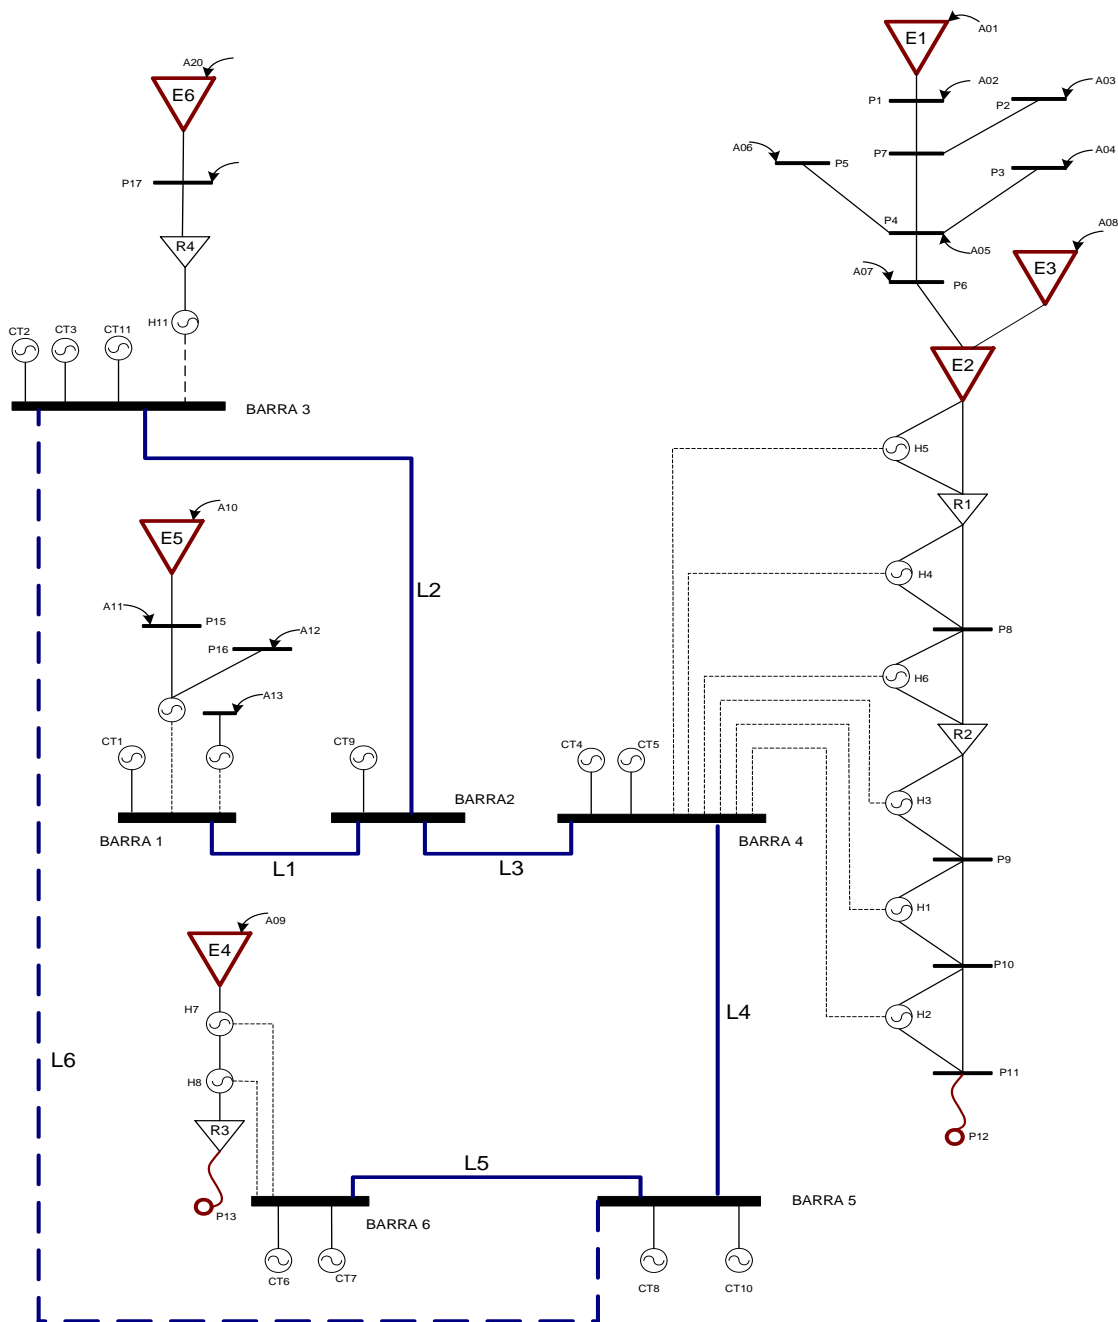 E1
A01
A20
E6
A02
P1
A03
P2
A06
P5
P7
A04
P3
P17
P4
A05
A08
R4
A07
P6
E3
H11
CT2
CT3
CT11
E2
BARRA 3
H5
R1
A10
E5
L2
H4
A11
P15
A12
P16
P8
H6
A13
R2
CT1
CT9
CT4
CT5
BARRA2
H3
BARRA 1
BARRA 4
L1
L3
P9
H1
A09
E4
P10
H7
L4
H2
L6
H8
P11
R3
P12
L5
P13
BARRA 6
BARRA 5
CT6
CT7
CT8
CT10